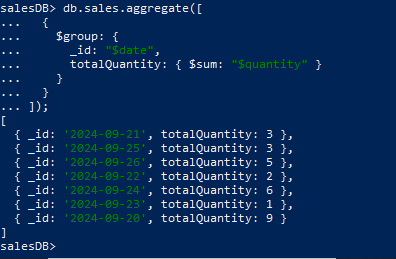 salesDB> db.sales.aggregate([
...   {
...     $group: {
...       _id: "$date",
...       totalQuantity: { $sum: "$quantity" }
...     }
...   }
... ]);
[
  { _id: '2024-09-21', totalQuantity: 3 },
  { _id: '2024-09-25', totalQuantity: 3 },
  { _id: '2024-09-26', totalQuantity: 5 },
  { _id: '2024-09-22', totalQuantity: 2 },
  { _id: '2024-09-24', totalQuantity: 6 },
  { _id: '2024-09-23', totalQuantity: 1 },
  { _id: '2024-09-20', totalQuantity: 9 }
]
salesDB>